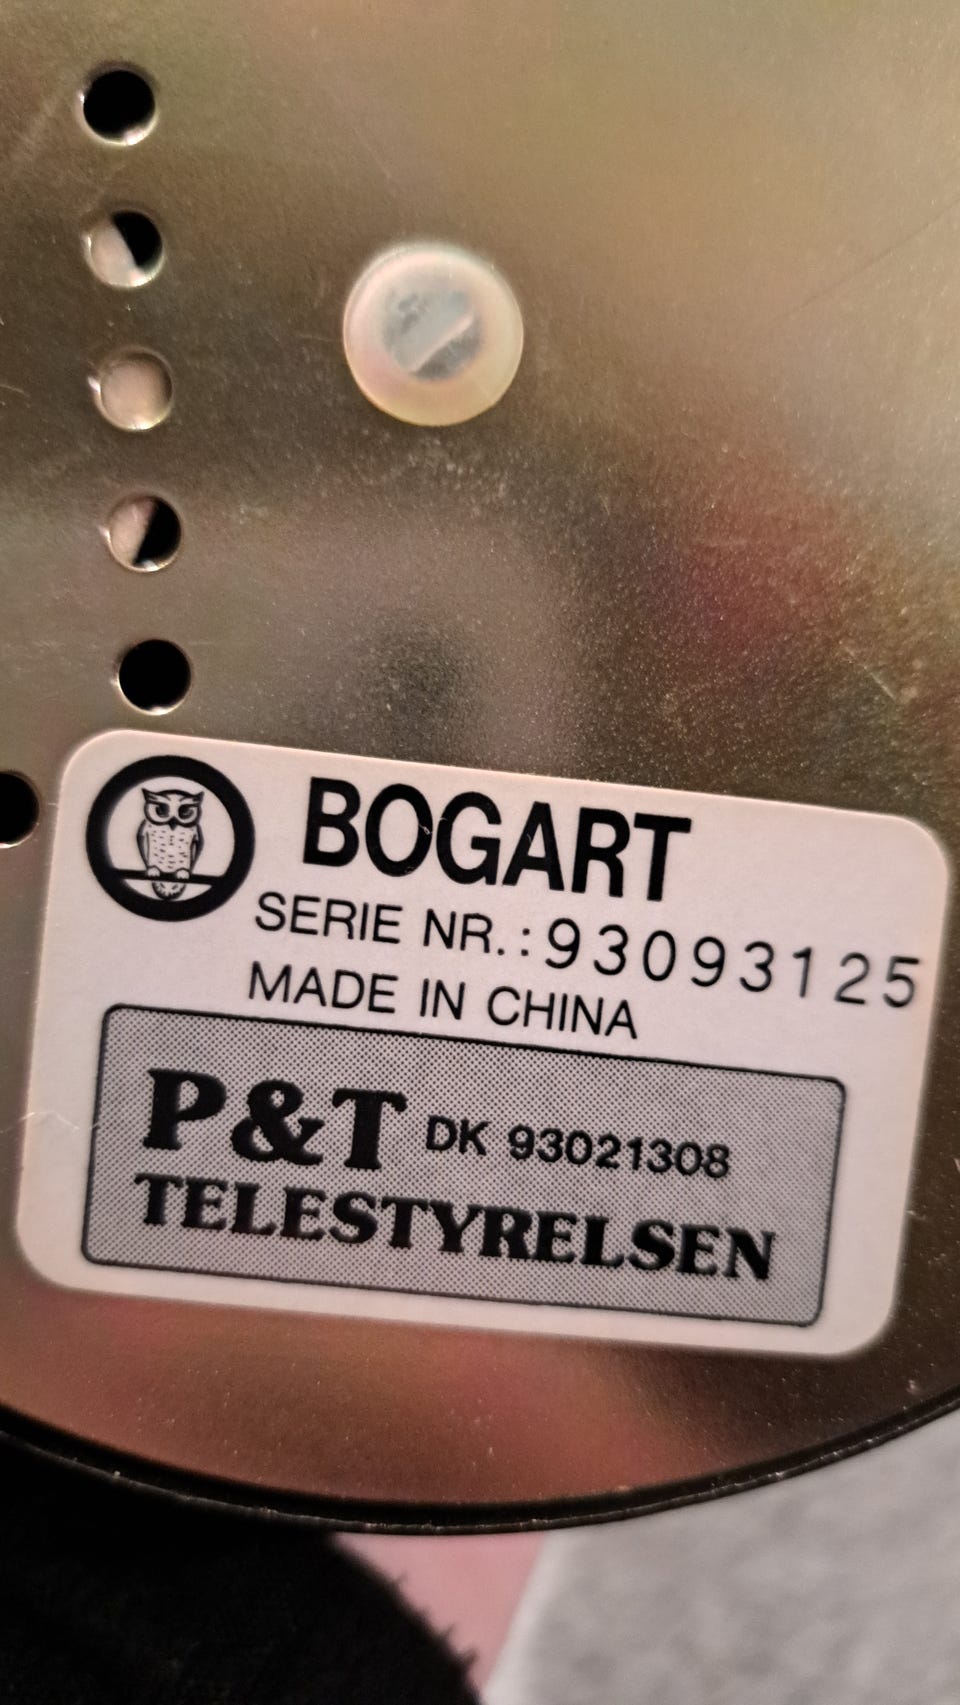 BOGART
SERIE NR.: 93093125
MADE IN CHINA
P&T DK 93021308
TELESTYRELSEN